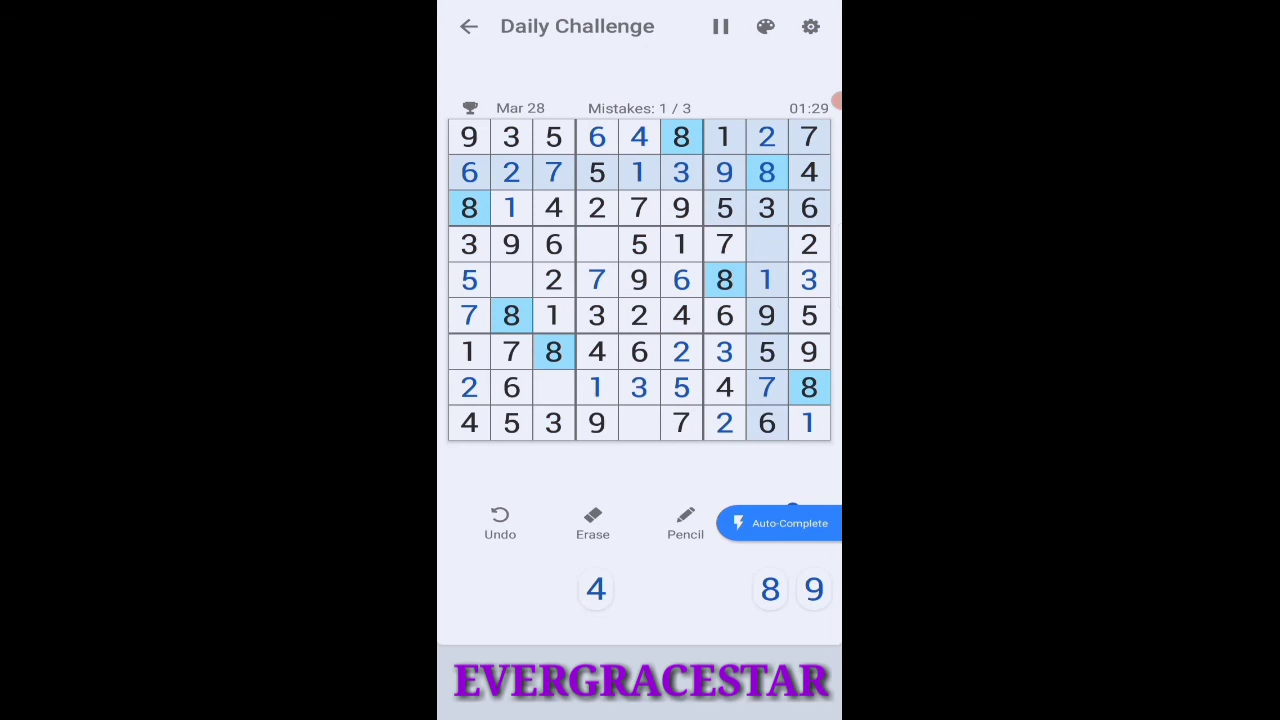 Daily Challenge
Mar 28 Mistakes: 1 / 3 01:29
9 3 5 6 4 8 1 2 7
6 2 7 5 1 3 9 8 4
8 1 4 2 7 9 5 3 6
3 9 6 5 1 7 2
5 2 7 9 6 8 1 3
7 8 1 3 2 4 6 9 5
1 7 8 4 6 2 3 5 9
2 6 1 3 5 4 7 8
4 5 3 9 7 2 6 1
Undo Erase Pencil Auto-Complete
4 8 9
EVERGRACESTAR